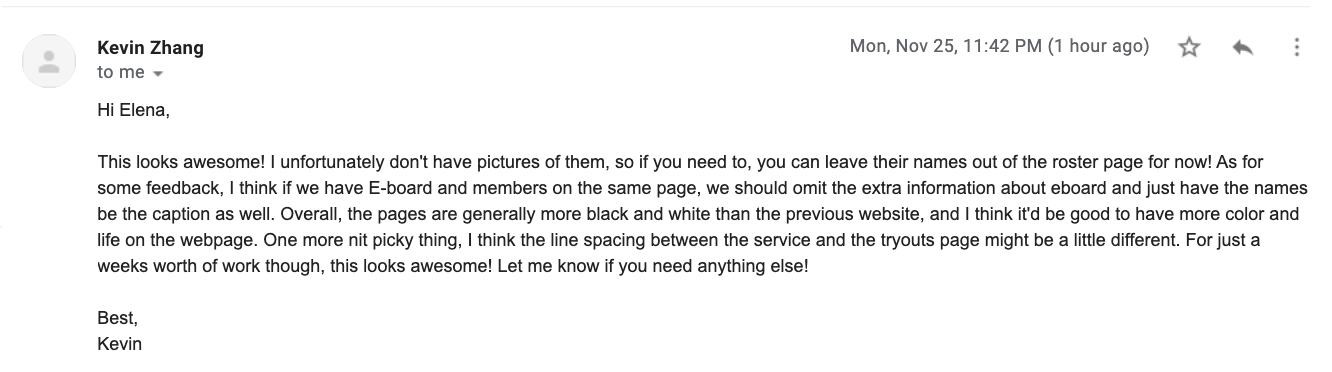 Kevin Zhang
Mon, Nov 25, 11:42 PM (1 hour ago)
to me
Hi Elena,
This looks awesome! I unfortunately don't have pictures of them, so if you need to, you can leave their names out of the roster page for now! As for
some feedback, I think if we have E-board and members on the same page, we should omit the extra information about eboard and just have the names
be the caption as well. Overall, the pages are generally more black and white than the previous website, and I think it'd be good to have more color and
life on the webpage. One more nit picky thing, I think the line spacing between the service and the tryouts page might be a little different. For just a
weeks worth of work though, this looks awesome! Let me know if you need anything else!
Best,
Kevin